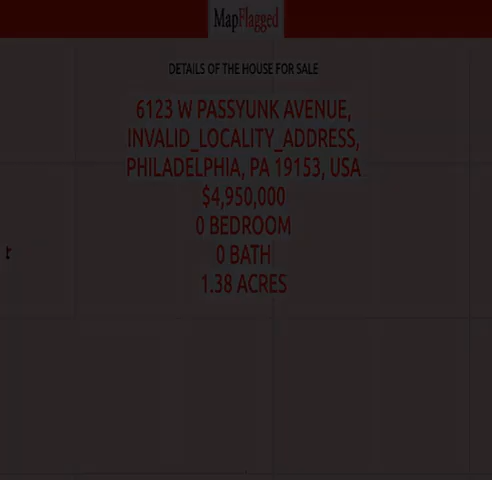 MapFlagged
DETAILS OF THE HOUSE FOR SALE
6123 W PASSYUNK AVENUE,
INVALID_LOCALITY_ADDRESS,
PHILADELPHIA, PA 19153, USA
$4,950,000
0 BEDROOM
0 BATH
1.38 ACRES